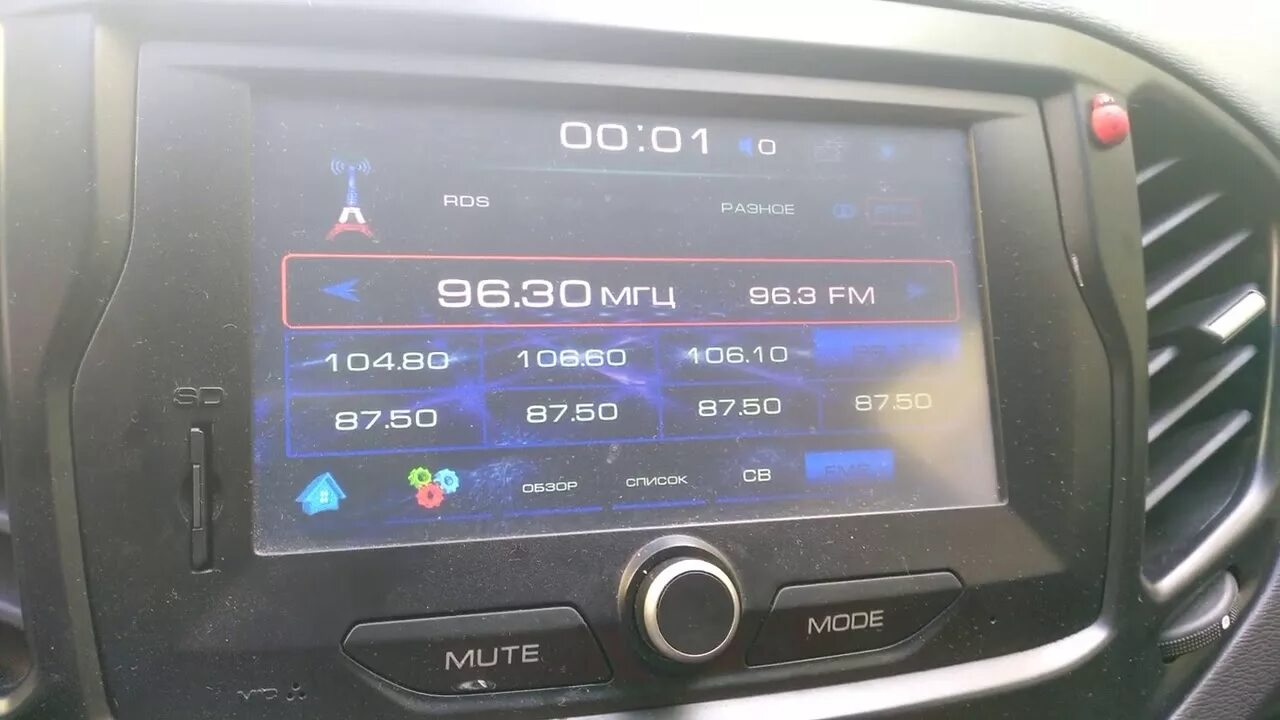 00:01 0
RDS РАЗНОЕ
96.30 МГЦ 96.3 FM
104.80 106.60 106.10
87.50 87.50 87.50 87.50
SD
ОБЗОР СПИСОК СВ
MUTE MODE